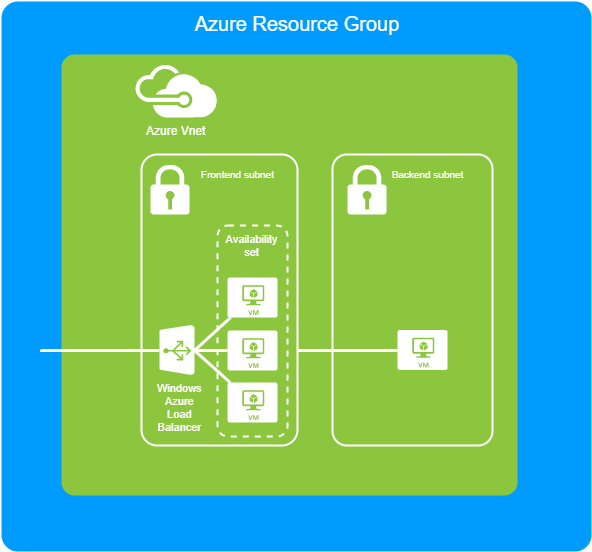 Azure Resource Group
Azure Vnet
Frontend subnet
Backend subnet
Availability
set
VM
VM
VM
VM
Windows
Azure
Load
Balancer